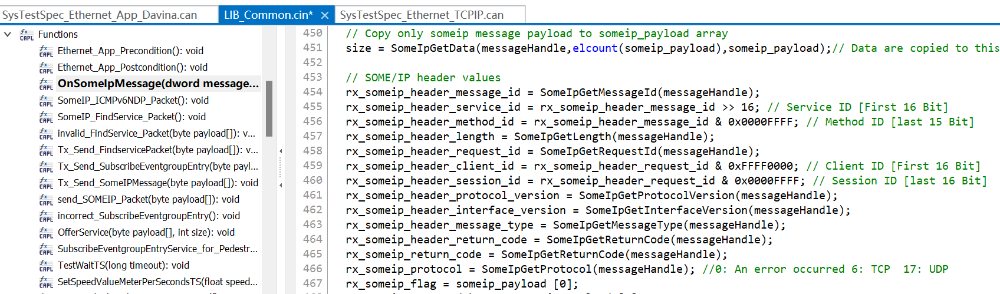 SysTestSpec_Ethernet_App_Davina.can
LIB_Common.cin*
SysTestSpec_Ethernet_TCPIP.can
Functions
Ethernet_App_Precondition(): void
Ethernet_App_Postcondition(): void
OnSomeIpMessage(dword message...
SomeIP_ICMPv6NDP_Packet(): void
SomeIP_FindService_Packet(): void
invalid_FindService_Packet(byte payload[]): v...
Tx_Send_FindservicePacket(byte payload[]): v...
Tx_Send_SubscribeEventgroupEntry(byte payl...
Tx_Send_SomeIPMessage(byte payload[]): void
send_SOMEIP_Packet(byte payload[]): void
incorrect_SubscribeEventgroupEntry(): void
OfferService(byte payload[], int size): void
SubscribeEventgroupEntryService_for_Pedestr...
TestWaitTS(long timeout): void
SetSpeedValueMeterPerSecondsTS(float speed...
450 // Copy only someip message payload to someip_payload array
451 size = SomeIpGetData(messageHandle,elcount(someip_payload),someip_payload);// Data are copied to this
452
453 // SOME/IP header values
454 rx_someip_header_message_id = SomeIpGetMessageId(messageHandle);
455 rx_someip_header_service_id = rx_someip_header_message_id >> 16; // Service ID [First 16 Bit]
456 rx_someip_header_method_id = rx_someip_header_message_id & 0x0000FFFF; // Method ID [last 15 Bit]
457 rx_someip_header_length = SomeIpGetLength(messageHandle);
458 rx_someip_header_request_id = SomeIpGetRequestId(messageHandle);
459 rx_someip_header_client_id = rx_someip_header_request_id & 0xFFFF0000; // Client ID [First 16 Bit]
460 rx_someip_header_session_id = rx_someip_header_request_id & 0x0000FFFF; // Session ID [last 16 Bit]
461 rx_someip_header_protocol_version = SomeIpGetProtocolVersion(messageHandle);
462 rx_someip_header_interface_version = SomeIpGetInterfaceVersion(messageHandle);
463 rx_someip_header_message_type = SomeIpGetMessageType(messageHandle);
464 rx_someip_header_return_code = SomeIpGetReturnCode(messageHandle);
465 rx_someip_return_code = SomeIpGetReturnCode(messageHandle);
466 rx_someip_protocol = SomeIpGetProtocol(messageHandle); //0: An error occurred 6: TCP  17: UDP
467 rx_someip_flag = someip_payload [0];